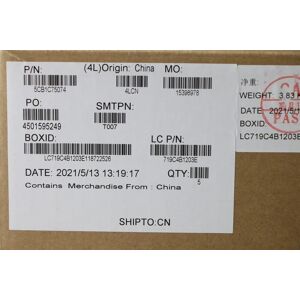 P/N: (4L)Origin: China MO:
5CB1C75074 4LCN 15398978
PO: SMTPN:
4501595249 T007
BOXID: LC P/N:
LC719C4B1203E118722526 719C4B1203E
DATE: 2021/5/13 13:19:17 QTY:
5
Contains Merchandise From : China
SHIPTO:CN
净重:
WEIGHT 3.83
DATE: 2021/5/1
BOXID:
LC719C4B1203E